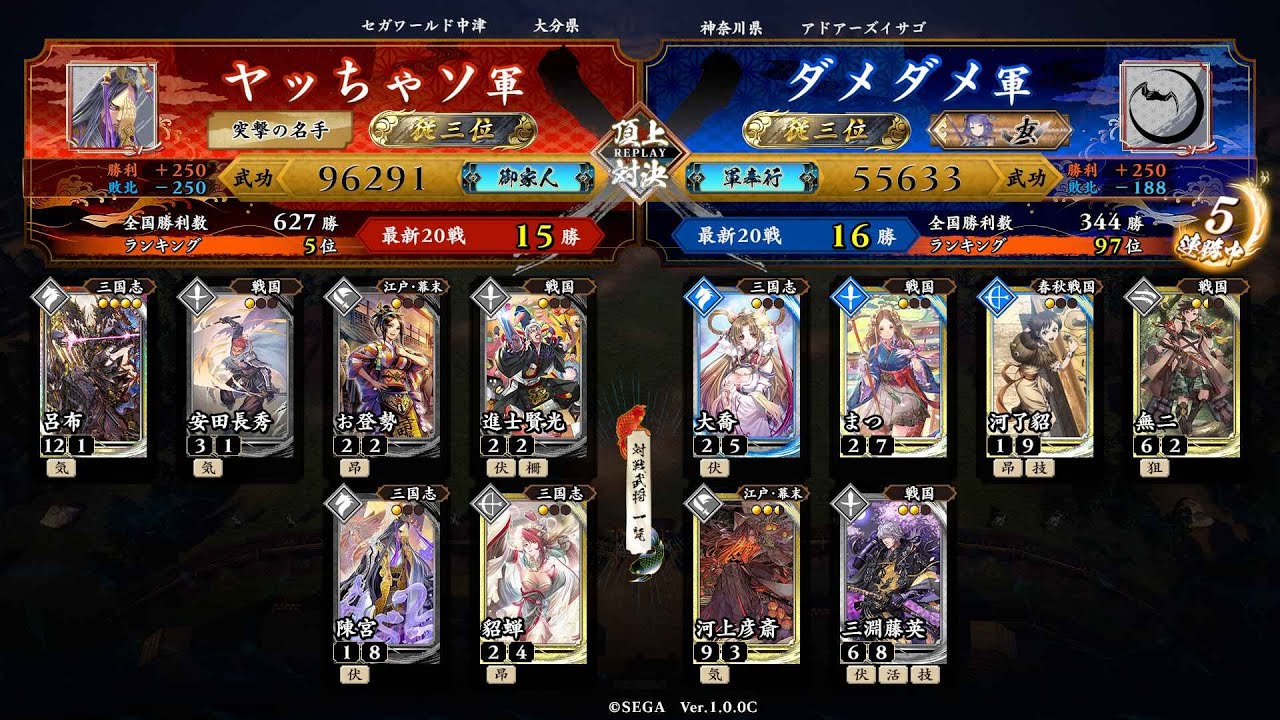 セガワールド中津 大分県
神奈川県 アドアーズイサゴ
ヤッちゃソ軍
ダメダメ軍
突撃の名手 従三位
頂上
REPLAY
対決
従三位 女
勝利 +250
敗北 -250
武功 96291 御家人
軍奉行 55633 武功
勝利 +250
敗北 -188
全国勝利数 627勝
ランキング 5位
最新20戦 15勝
最新20戦 16勝
全国勝利数 344勝
ランキング 97位
5
連勝中
三国志
呂布
12 1
気
戦国
安田長秀
3 1
気
江戸・幕末
お登勢
2 2
昂
戦国
進士賢光
2 2
伏 柵
三国志
大喬
2 5
伏
戦国
まつ
2 7
春秋戦国
河了貂
1 9
昂 技
戦国
無二
6 2
狙
対戦武将一覧
三国志
陳宮
1 8
伏
三国志
貂蝉
2 4
昂
江戸・幕末
河上彦斎
9 3
気
戦国
三淵藤英
6 8
伏 活 技
©SEGA Ver.1.0.0C